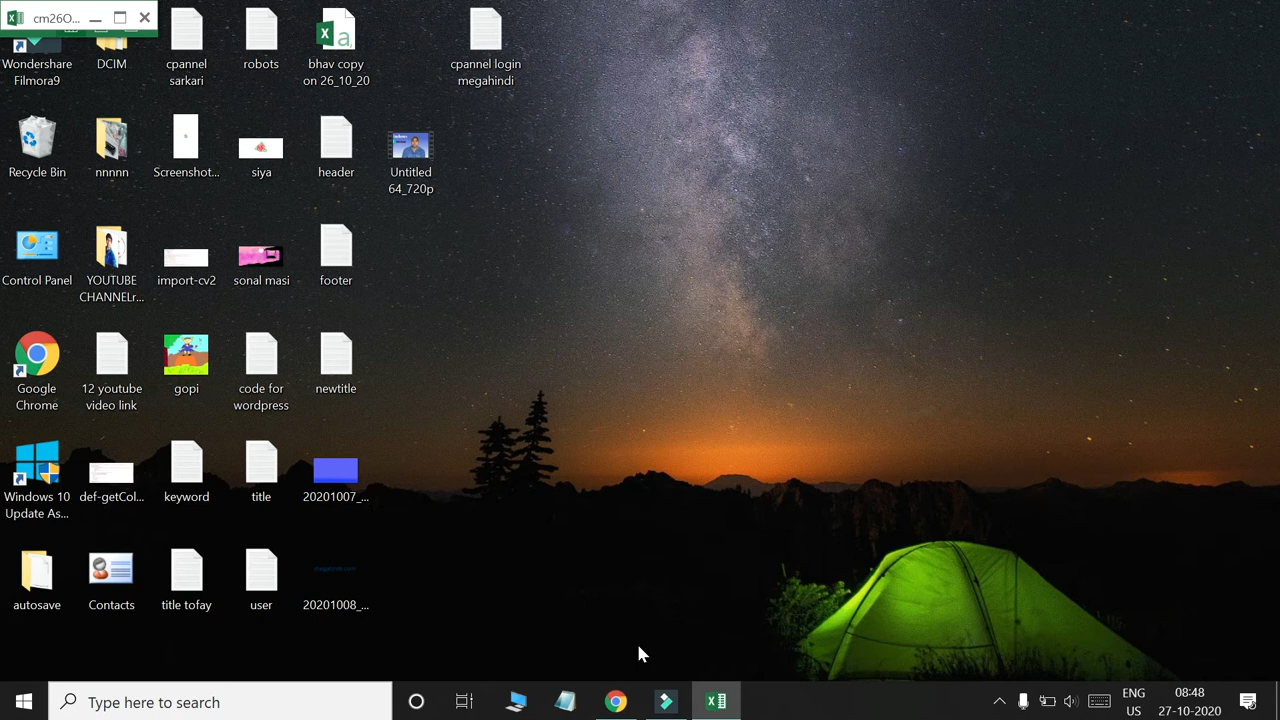 cm26O...
Wondershare
Filmora9
DCIM
cpannel
sarkari
robots
bhav copy
on 26_10_20
cpannel login
megahindi
Recycle Bin
nnnnn
Screenshot...
siya
header
Untitled
64_720p
Control Panel
YOUTUBE
CHANNELr...
import-cv2
sonal masi
footer
Google
Chrome
12 youtube
video link
gopi
code for
wordpress
newtitle
Windows 10
Update As...
def-getCol...
keyword
title
20201007_...
autosave
Contacts
title tofay
user
20201008_...
Type here to search
ENG
US
08:48
27-10-2020